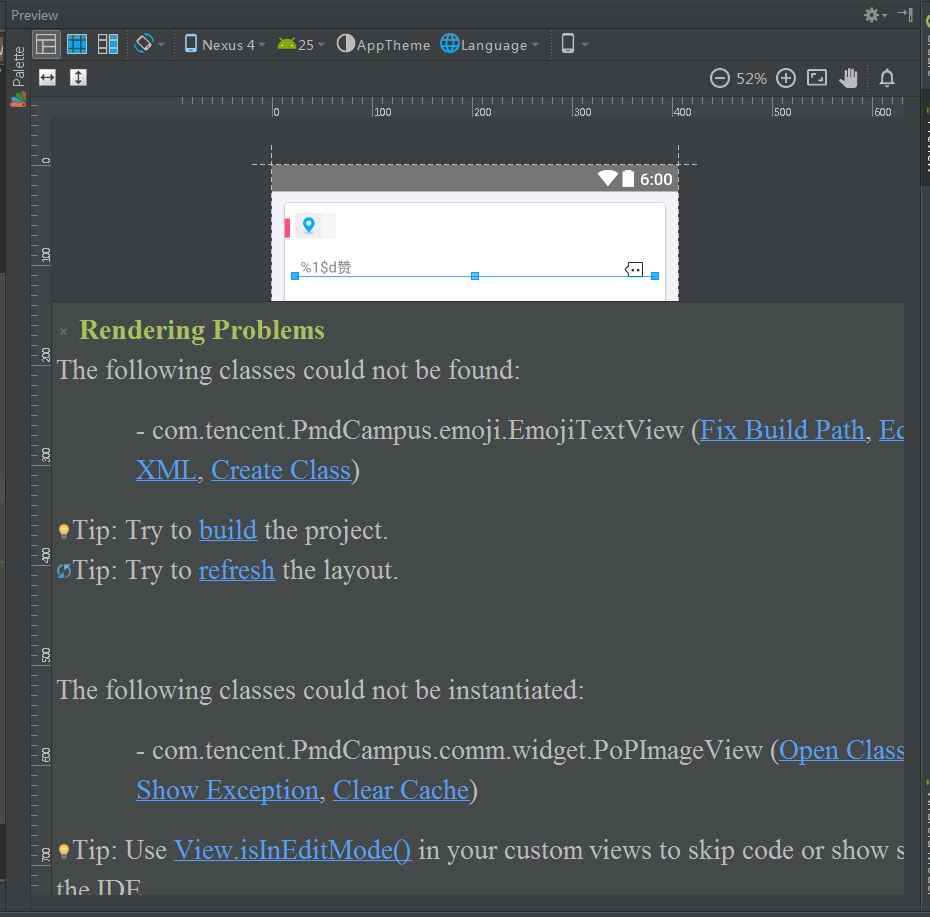 Preview
Palette
Nexus 4
25
AppTheme
Language
52%
0
100
200
300
400
500
600
0
6:00
100
%1$d赞
200
Rendering Problems
The following classes could not be found:
- com.tencent.PmdCampus.emoji.EmojiTextView (Fix Build Path, Ed
300
XML, Create Class)
Tip: Try to build the project.
400
Tip: Try to refresh the layout.
500
The following classes could not be instantiated:
- com.tencent.PmdCampus.comm.widget.PoPImageView (Open Class
600
Show Exception, Clear Cache)
700
Tip: Use View.isInEditMode() in your custom views to skip code or show s
the IDE